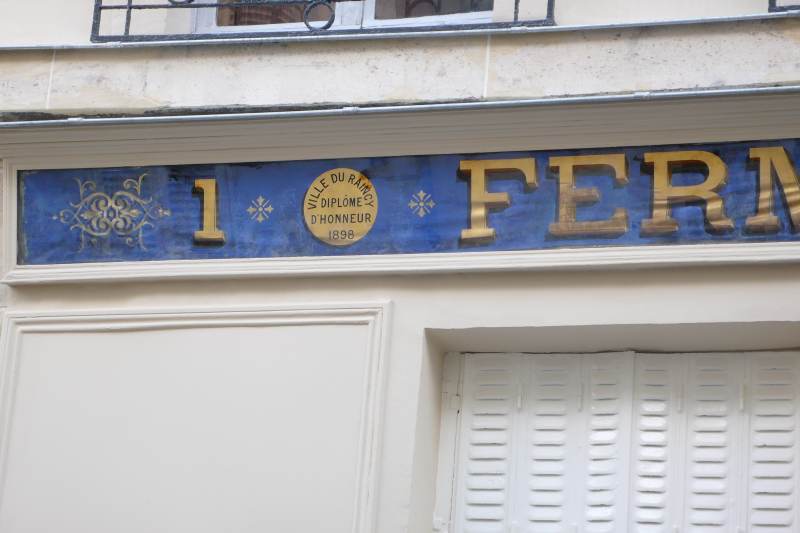 1
VILLE DU RAINCY
DIPLÔME
D'HONNEUR
1898
FERM